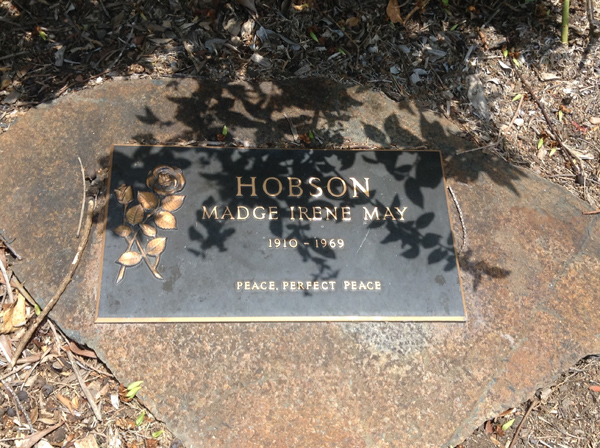 HOBSON
MADGE IRENE MAY
1910 - 1969
PEACE, PERFECT PEACE